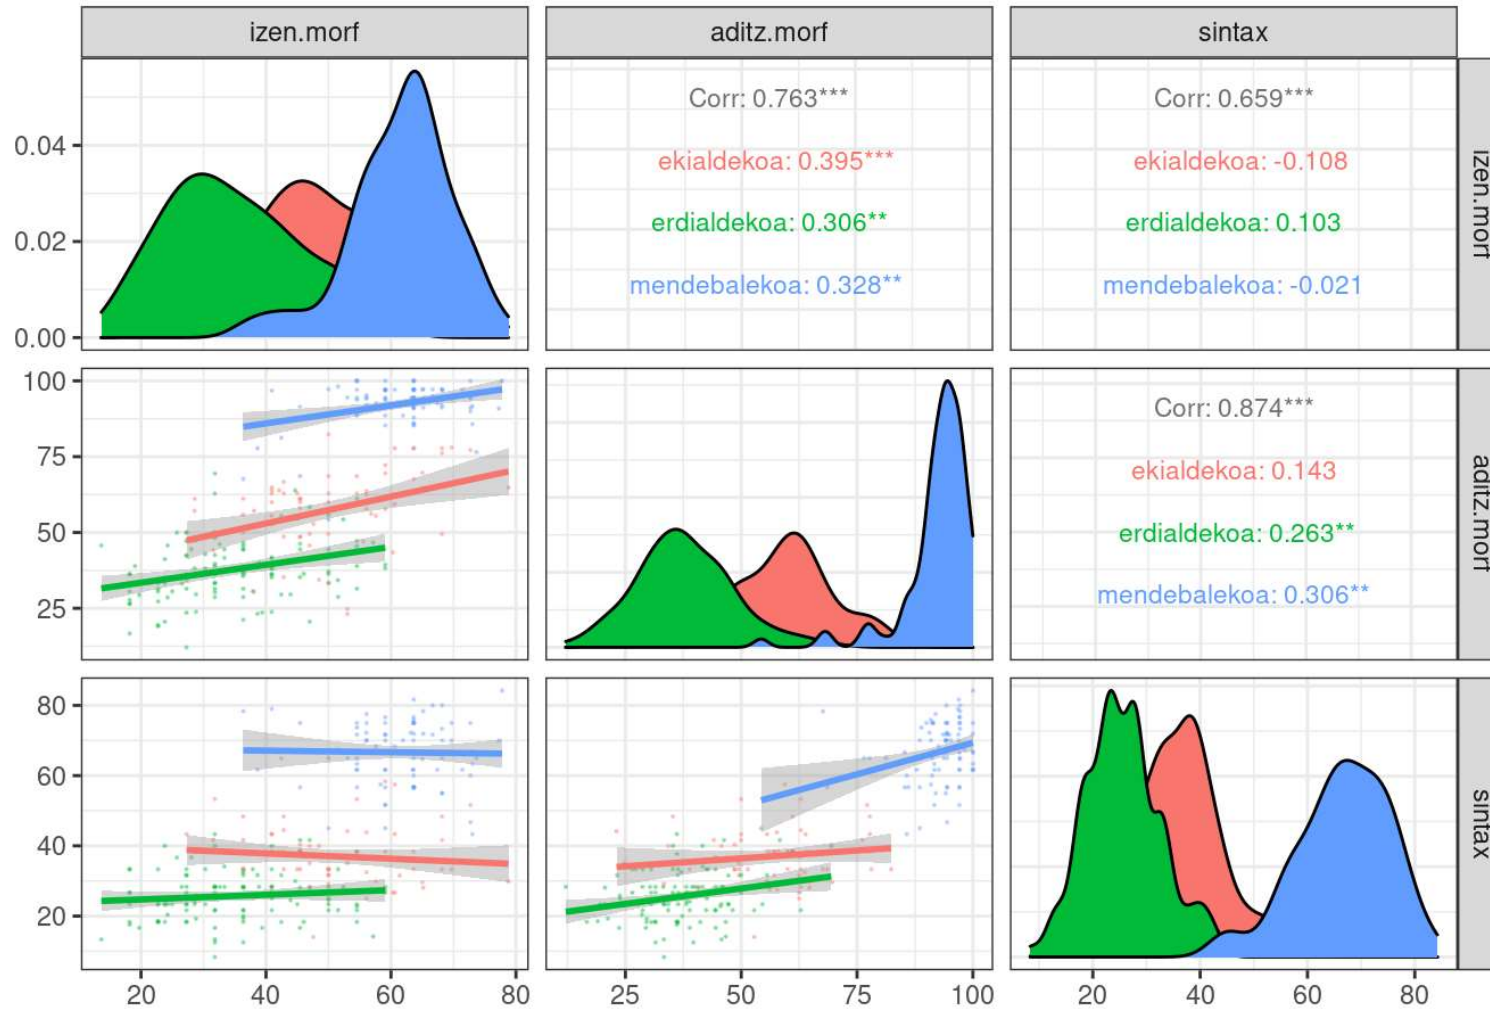 izen.morf
aditz.morf
sintax
0.04
0.02
0.00
Corr: 0.763***
ekialdekoa: 0.395***
erdialdekoa: 0.306**
mendebalekoa: 0.328**
Corr: 0.659***
ekialdekoa: -0.108
erdialdekoa: 0.103
mendebalekoa: -0.021
izen.morf
100
75
50
25
Corr: 0.874***
ekialdekoa: 0.143
erdialdekoa: 0.263**
mendebalekoa: 0.306**
aditz.morf
80
60
40
20
sintax
20 40 60 80
25 50 75 100
20 40 60 80